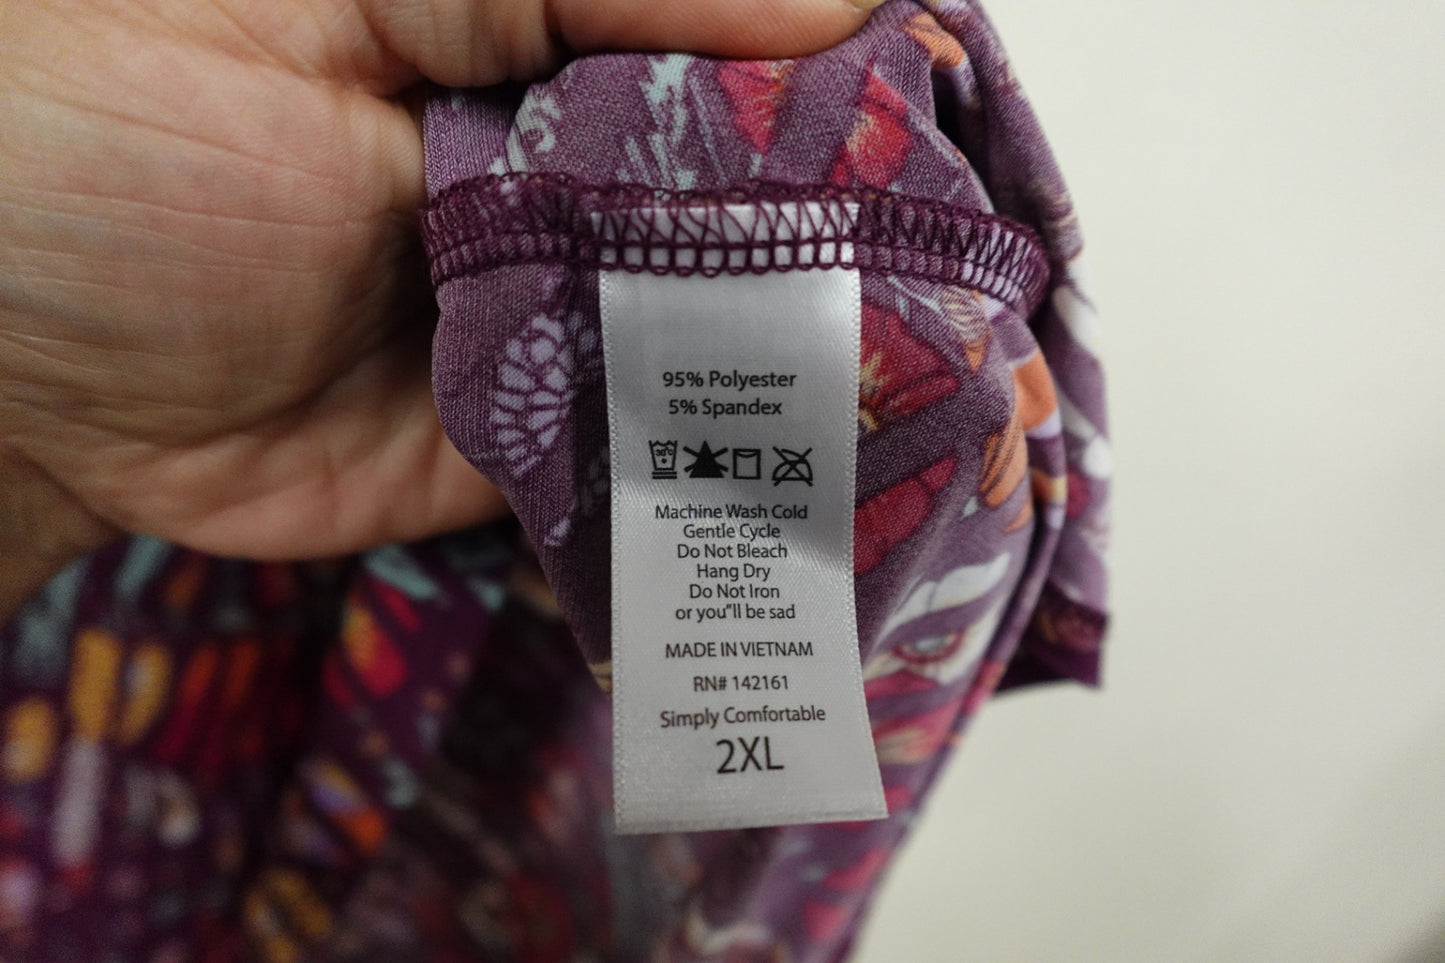 95% Polyester
5% Spandex
30°C
Machine Wash Cold
Gentle Cycle
Do Not Bleach
Hang Dry
Do Not Iron
or you"ll be sad
MADE IN VIETNAM
RN# 142161
Simply Comfortable
2XL